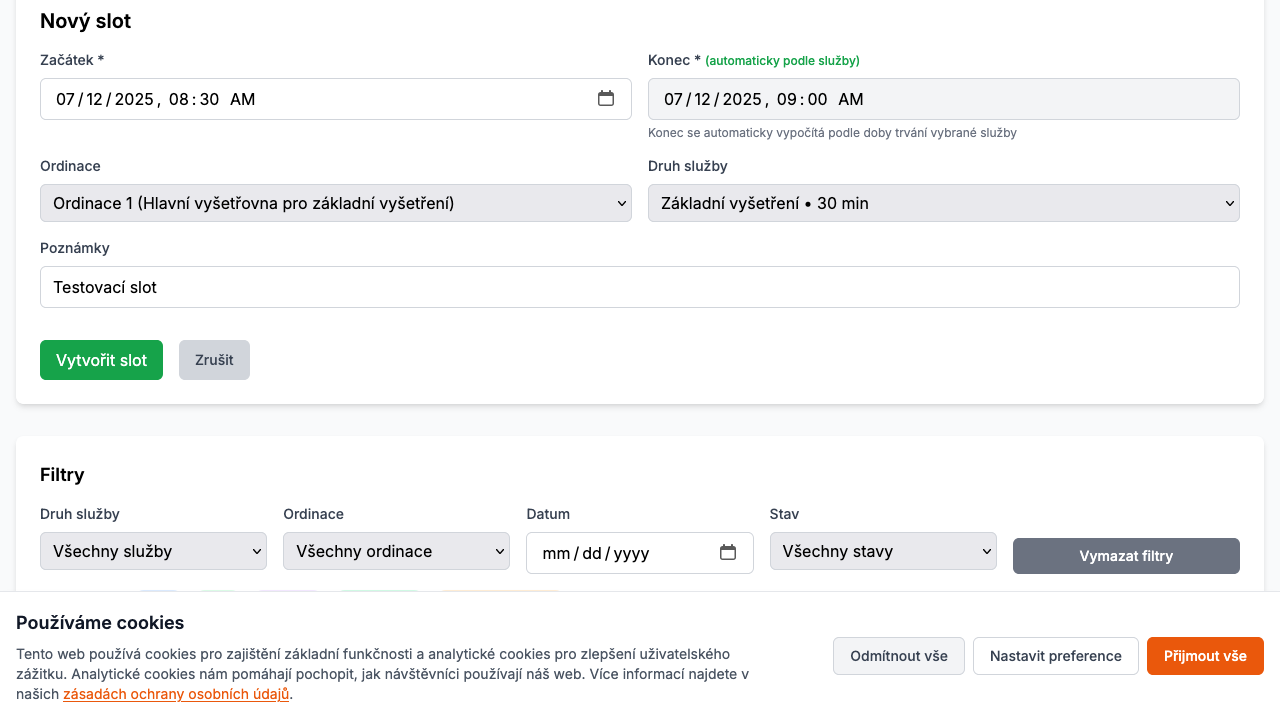 Nový slot
Začátek *
Konec * (automaticky podle služby)
07/12/2025, 08:30 AM
07/12/2025, 09:00 AM
Konec se automaticky vypočítá podle doby trvání vybrané služby
Ordinace
Druh služby
Ordinace 1 (Hlavní vyšetřovna pro základní vyšetření)
Základní vyšetření • 30 min
Poznámky
Testovací slot
Vytvořit slot
Zrušit
Filtry
Druh služby
Ordinace
Datum
Stav
Všechny služby
Všechny ordinace
mm/dd/yyyy
Všechny stavy
Vymazat filtry
Používáme cookies
Tento web používá cookies pro zajištění základní funkčnosti a analytické cookies pro zlepšení uživatelského
zážitku. Analytické cookies nám pomáhají pochopit, jak návštěvníci používají náš web. Více informací najdete v
našich zásadách ochrany osobních údajů.
Odmítnout vše
Nastavit preference
Přijmout vše